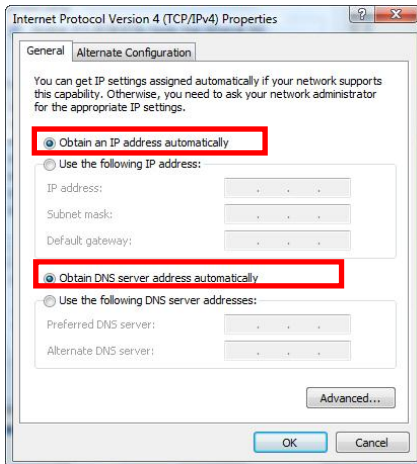 Internet Protocol Version 4 (TCP/IPv4) Properties
General
Alternate Configuration
You can get IP settings assigned automatically if your network supports
this capability. Otherwise, you need to ask your network administrator
for the appropriate IP settings.
Obtain an IP address automatically
Use the following IP address:
IP address:
Subnet mask:
Default gateway:
Obtain DNS server address automatically
Use the following DNS server addresses:
Preferred DNS server:
Alternate DNS server:
Advanced...
OK
Cancel